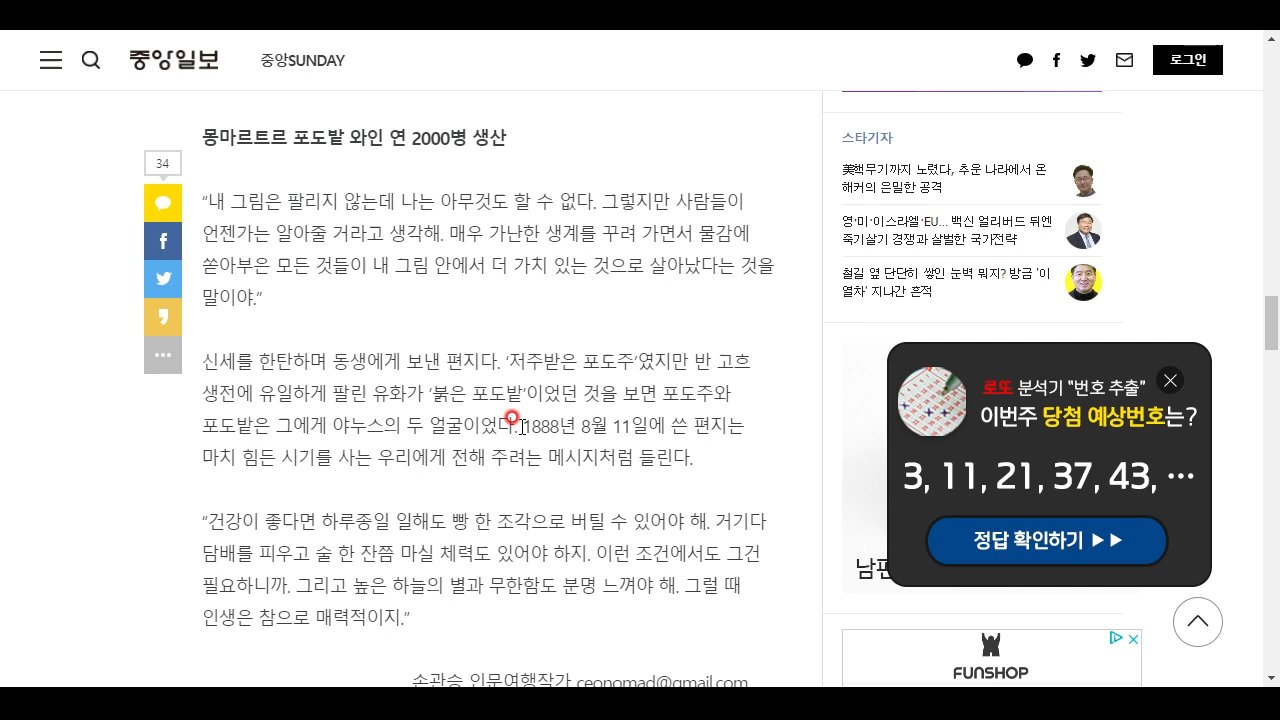 중앙일보
중앙SUNDAY
로그인
몽마르트르 포도밭 와인 연 2000병 생산
34
“내 그림은 팔리지 않는데 나는 아무것도 할 수 없다. 그렇지만 사람들이
언젠가는 알아줄 거라고 생각해. 매우 가난한 생계를 꾸려 가면서 물감에
쏟아부은 모든 것들이 내 그림 안에서 더 가치 있는 것으로 살아났다는 것을
말이야.”
신세를 한탄하며 동생에게 보낸 편지다. ‘저주받은 포도주’였지만 반 고흐
생전에 유일하게 팔린 유화가 ‘붉은 포도밭’이었던 것을 보면 포도주와
포도밭은 그에게 야누스의 두 얼굴이었다. 1888년 8월 11일에 쓴 편지는
마치 힘든 시기를 사는 우리에게 전해 주려는 메시지처럼 들린다.
“건강이 좋다면 하루종일 일해도 빵 한 조각으로 버틸 수 있어야 해. 거기다
담배를 피우고 술 한 잔쯤 마실 체력도 있어야 하지. 이런 조건에서도 그건
필요하니까. 그리고 높은 하늘의 별과 무한함도 분명 느껴야 해. 그럴 때
인생은 참으로 매력적이지.”
손관승 인문여행작가 ceonomad@gmail.com
스타기자
美핵무기까지 노렸다, 추운 나라에서 온
해커의 은밀한 공격
영·미·이스라엘·EU... 백신 얼리버드 뒤엔
죽기살기 경쟁과 살벌한 국가전략
철길 옆 단단히 쌓인 눈벽 뭐지? 방금 '이
열차' 지나간 흔적
로또 분석기 “번호 추출”
이번주 당첨 예상번호는?
3, 11, 21, 37, 43, ···
정답 확인하기 ▶▶
남편
FUNSHOP